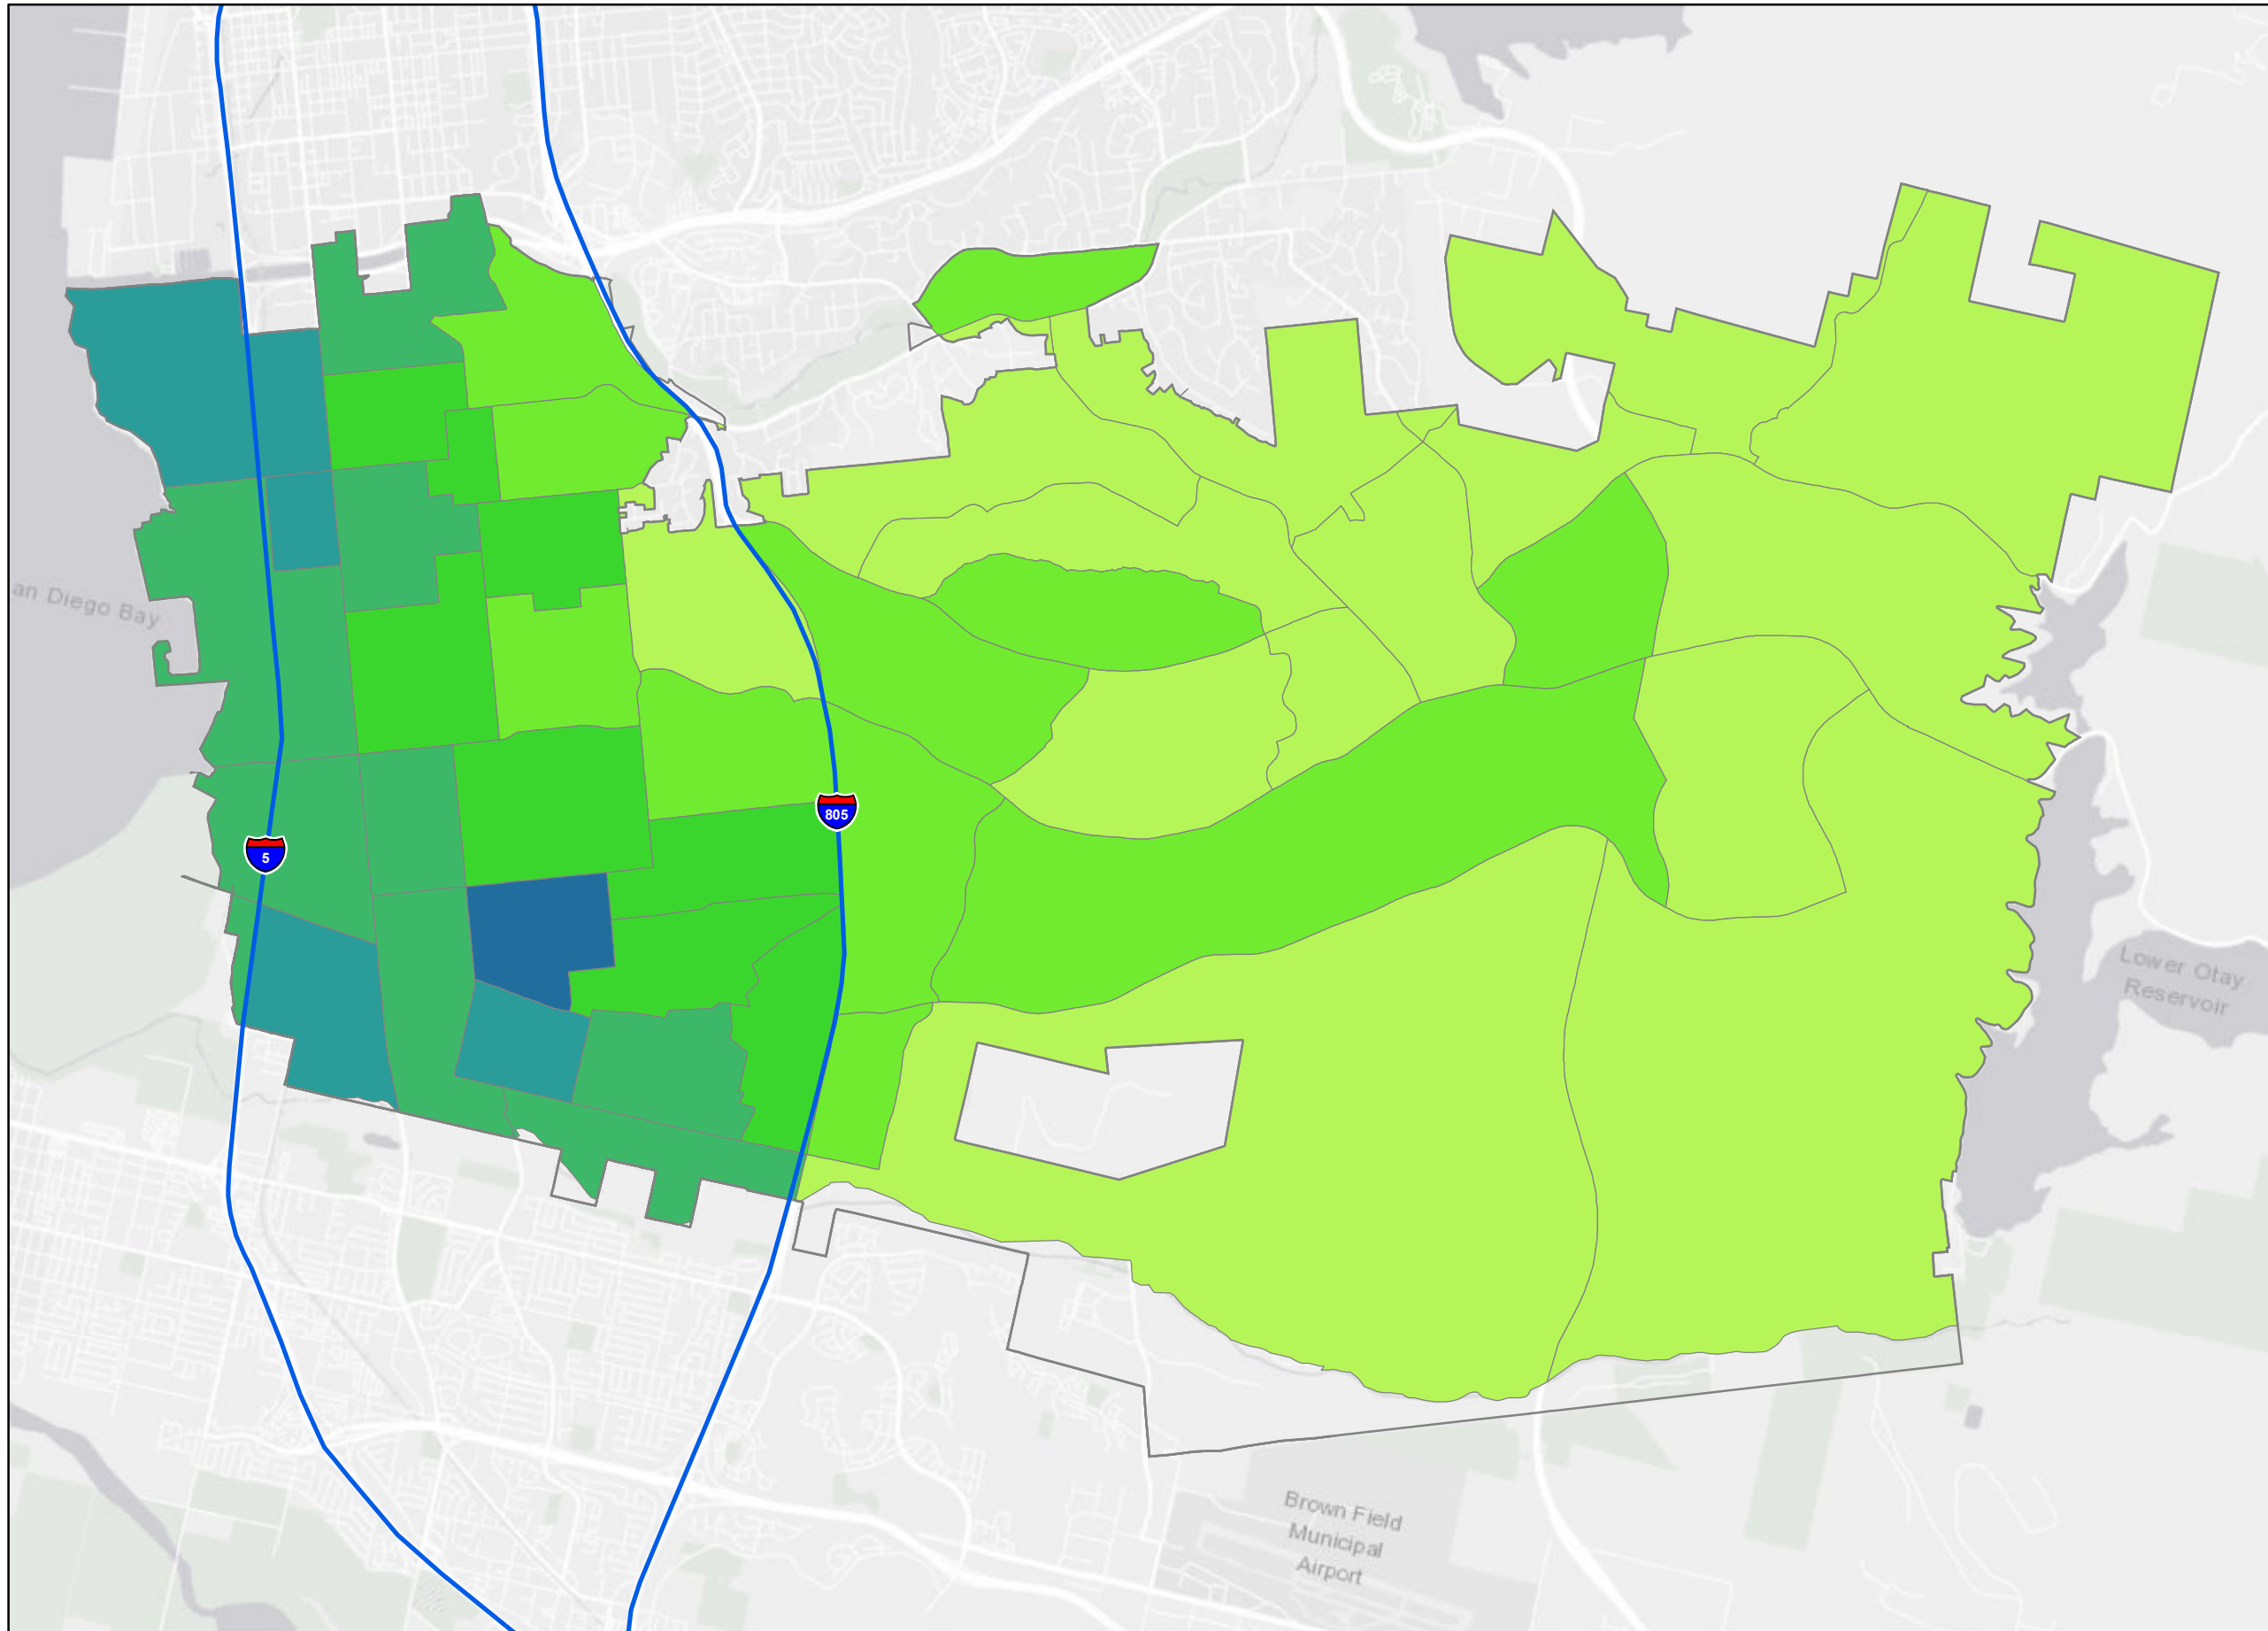 an Diego Bay
805
5
Lower Otay
Reservoir
Brown Field
Municipal
Airport